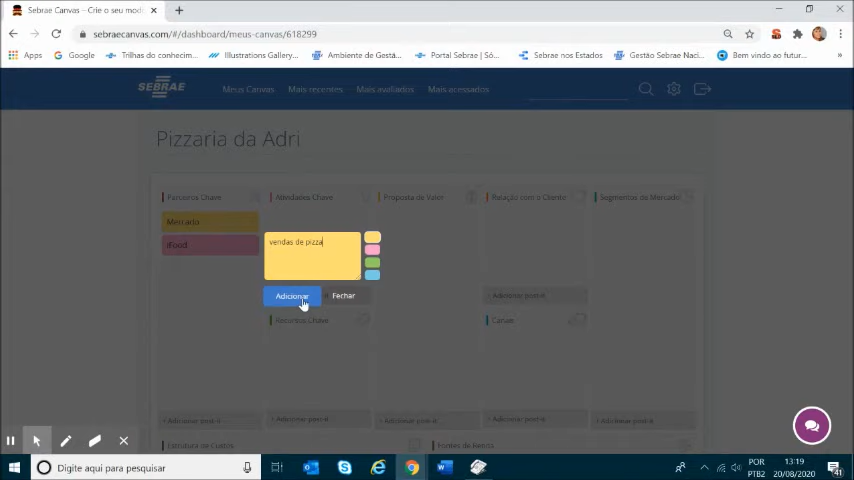 Sebrae Canvas – Crie o seu mode
sebraecanvas.com/#/dashboard/meus-canvas/618299
Apps
Google
Trilhas do conhecim...
Illustrations Gallery...
Ambiente de Gestã...
Portal Sebrae | Só...
Sebrae nos Estados
Gestão Sebrae Naci...
Bem vindo ao futur...
»
SEBRAE
Meus Canvas
Mais recentes
Mais avaliados
Mais acessados
Pizzaria da Adri
Parceiros Chave
Atividades Chave
Proposta de Valor
Relação com o Cliente
Segmentos de Mercado
Mercado
iFood
vendas de pizza
Adicionar
Fechar
+ Adicionar post-it
Recursos Chave
Canais
+ Adicionar post-it
+ Adicionar post-it
+ Adicionar post-it
+ Adicionar post-it
+ Adicionar post-it
Estrutura de Custos
Fontes de Renda
Digite aqui para pesquisar
POR
PTB2
13:19
20/08/2020
41